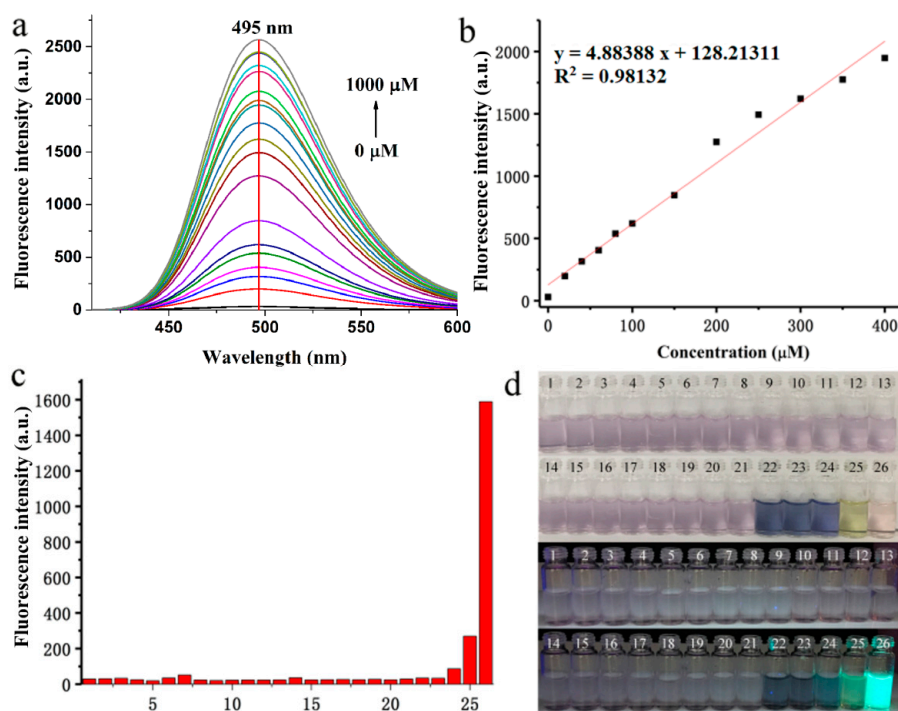 a
495 nm
1000 μM
0 μM
Fluorescence intensity (a.u.)
2500
2000
1500
1000
500
0
450 500 550 600
Wavelength (nm)
b
y = 4.88388 x + 128.21311
R² = 0.98132
Fluorescence intensity (a.u.)
2000
1500
1000
500
0
0 100 200 300 400
Concentration (μM)
c
Fluorescence intensity (a.u.)
1600
1400
1200
1000
800
600
400
200
0
5 10 15 20 25
d
1 2 3 4 5 6 7 8 9 10 11 12 13
14 15 16 17 18 19 20 21 22 23 24 25 26
1 2 3 4 5 6 7 8 9 10 11 12 13
14 15 16 17 18 19 20 21 22 23 24 25 26